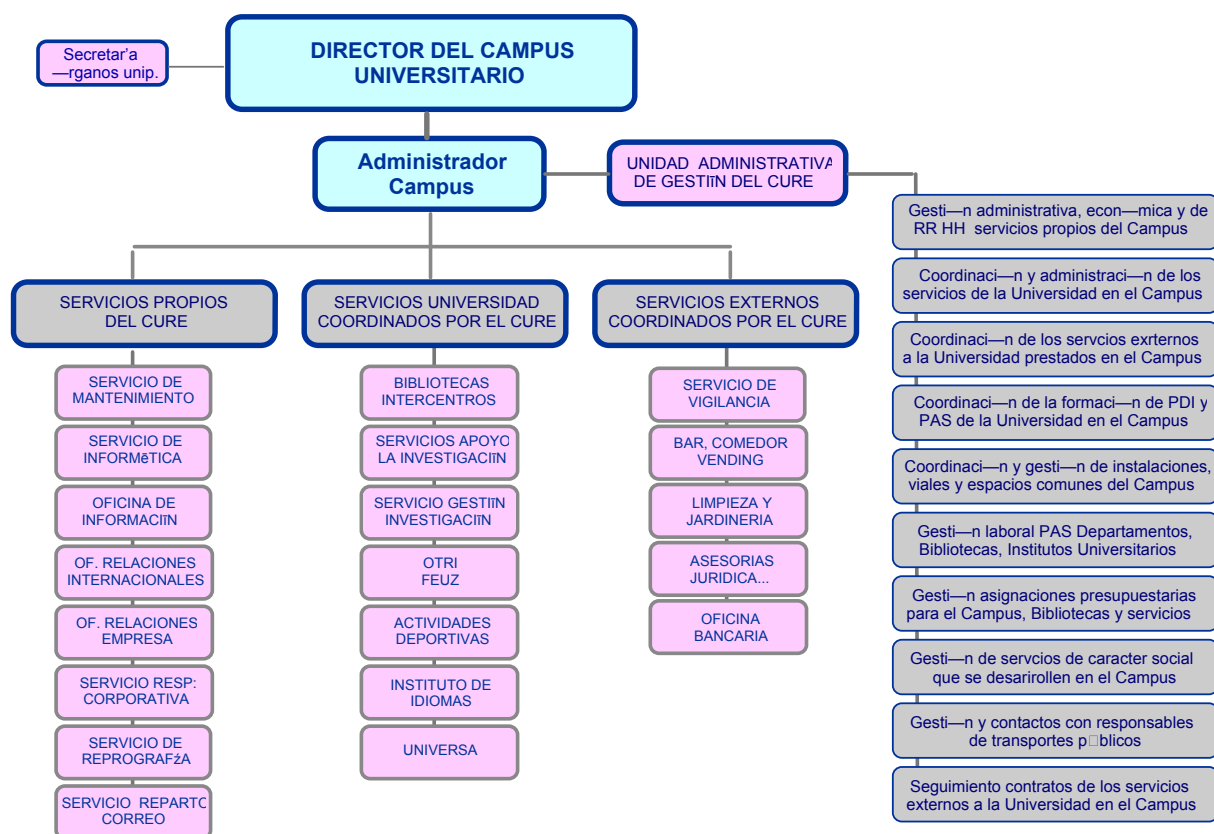 DIRECTOR DEL CAMPUS
UNIVERSITARIO
Secretar'a
—rganos unip.
Administrador
Campus
UNIDAD ADMINISTRATIVA
DE GESTIîN DEL CURE
SERVICIOS PROPIOS
DEL CURE
SERVICIO DE
MANTENIMIENTO
SERVICIO DE
INFORMëTICA
OFICINA DE
INFORMACIîN
OF. RELACIONES
INTERNACIONALES
OF. RELACIONES
EMPRESA
SERVICIO RESP:
CORPORATIVA
SERVICIO DE
REPROGRAFŽA
SERVICIO REPARTO
CORREO
SERVICIOS UNIVERSIDAD
COORDINADOS POR EL CURE
BIBLIOTECAS
INTERCENTROS
SERVICIOS APOYO
LA INVESTIGACIîN
SERVICIO GESTIîN
INVESTIGACIîN
OTRI
FEUZ
ACTIVIDADES
DEPORTIVAS
INSTITUTO DE
IDIOMAS
UNIVERSA
SERVICIOS EXTERNOS
COORDINADOS POR EL CURE
SERVICIO DE
VIGILANCIA
BAR, COMEDOR
VENDING
LIMPIEZA Y
JARDINERIA
ASESORIAS
JURIDICA...
OFICINA
BANCARIA
Gesti—n administrativa, econ—mica y de
RR HH servicios propios del Campus
Coordinaci—n y administraci—n de los
servicios de la Universidad en el Campus
Coordinaci—n de los servcios exrternos
a la Universidad prestados en el Campus
Coordinaci—n de la formaci—n de PDI y
PAS de la Universidad en el Campus
Coordinaci—n y gesti—n de instalaciones,
viales y espacios comunes del Campus
Gesti—n laboral PAS Departamentos,
Bibliotecas, Institutos Universitarios
Gesti—n asignaciones presupuestarias
para el Campus, Bibliotecas y servicios
Gesti—n de servcios de caracter social
que se desarirollen en el Campus
Gesti—n y contactos con responsables
de transportes p□blicos
Seguimiento contratos de los servicios
externos a la Universidad en el Campus